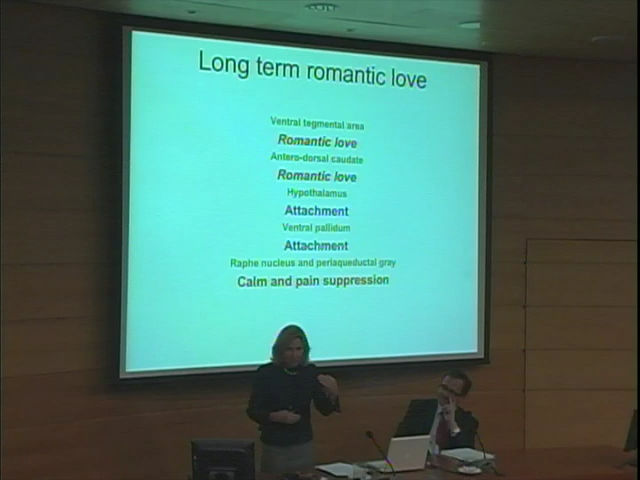 Long term romantic love
Ventral tegmental area
Romantic love
Antero-dorsal caudate
Romantic love
Hypothalamus
Attachment
Ventral pallidum
Attachment
Raphe nucleus and periaqueductal gray
Calm and pain suppression